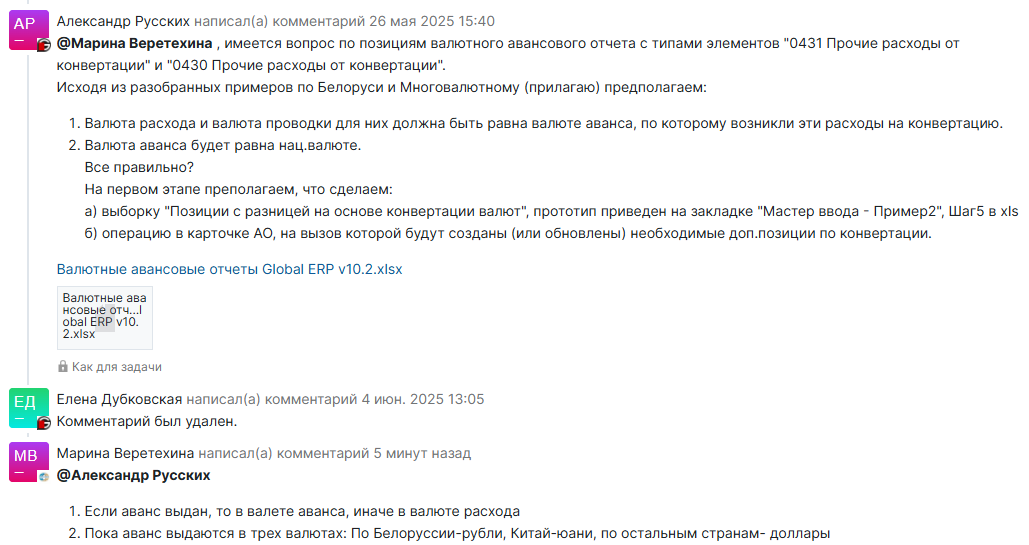 АР
Александр Русских написал(а) комментарий 26 мая 2025 15:40
@Марина Веретехина , имеется вопрос по позициям валютного авансового отчета с типами элементов "0431 Прочие расходы от
конвертации" и "0430 Прочие расходы от конвертации".
Исходя из разобранных примеров по Белоруси и Многовалютному (прилагаю) предполагаем:
1. Валюта расхода и валюта проводки для них должна быть равна валюте аванса, по которому возникли эти расходы на конвертацию.
2. Валюта аванса будет равна нац.валюте.
Все правильно?
На первом этапе преполагаем, что сделаем:
а) выборку "Позиции с разницей на основе конвертации валют", прототип приведен на закладке "Мастер ввода - Пример2", Шаг5 в xls
б) операцию в карточке АО, на вызов которой будут созданы (или обновлены) необходимые доп.позиции по конвертации.
Валютные авансовые отчеты Global ERP v10.2.xlsx
Валютные ава
нсовые отч...l
obal ERP v10.
2.xlsx
Как для задачи
ЕД
Елена Дубковская написал(а) комментарий 4 июн. 2025 13:05
Комментарий был удален.
МВ
Марина Веретехина написал(а) комментарий 5 минут назад
@Александр Русских
1. Если аванс выдан, то в валете аванса, иначе в валюте расхода
2. Пока аванс выдаются в трех валютах: По Белоруссии-рубли, Китай-юани, по остальным странам- доллары